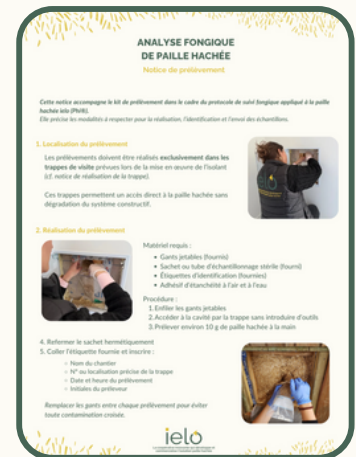 ANALYSE FONGIQUE
DE PAILLE HACHÉE
Notice de prélèvement
Cette notice accompagne le kit de prélèvement dans le cadre du protocole de suivi fongique appliqué à la paille
hachée ielo (PNR).
Elle précise les modalités à respecter pour la réalisation, l'identification et l'envoi des échantillons.
1. Localisation du prélèvement
Les prélèvements doivent être réalisés exclusivement dans les
trappes de visite prévues lors de la mise en œuvre de l'isolant
(cf. notice de réalisation de la trappe).
Ces trappes permettent un accès direct à la paille hachée sans
dégradation du système constructif.
2. Réalisation du prélèvement
Matériel requis :
• Gants jetables (fournis)
• Sachet ou tube d'échantillonnage stérile (fourni)
• Étiquettes d'identification (fournies)
• Adhésif d'étanchéité à l'air et à l'eau
Procédure :
1. Enfiler les gants jetables
2. Accéder à la cavité par la trappe sans introduire d'outils
3. Prélever environ 10 g de paille hachée à la main
4. Refermer le sachet hermétiquement
5. Coller l'étiquette fournie et inscrire :
○ Nom du chantier
○ N° ou localisation précise de la trappe
○ Date et heure du prélèvement
○ Initiales du préleveur
Remplacer les gants entre chaque prélèvement pour éviter
toute contamination croisée.
ielo